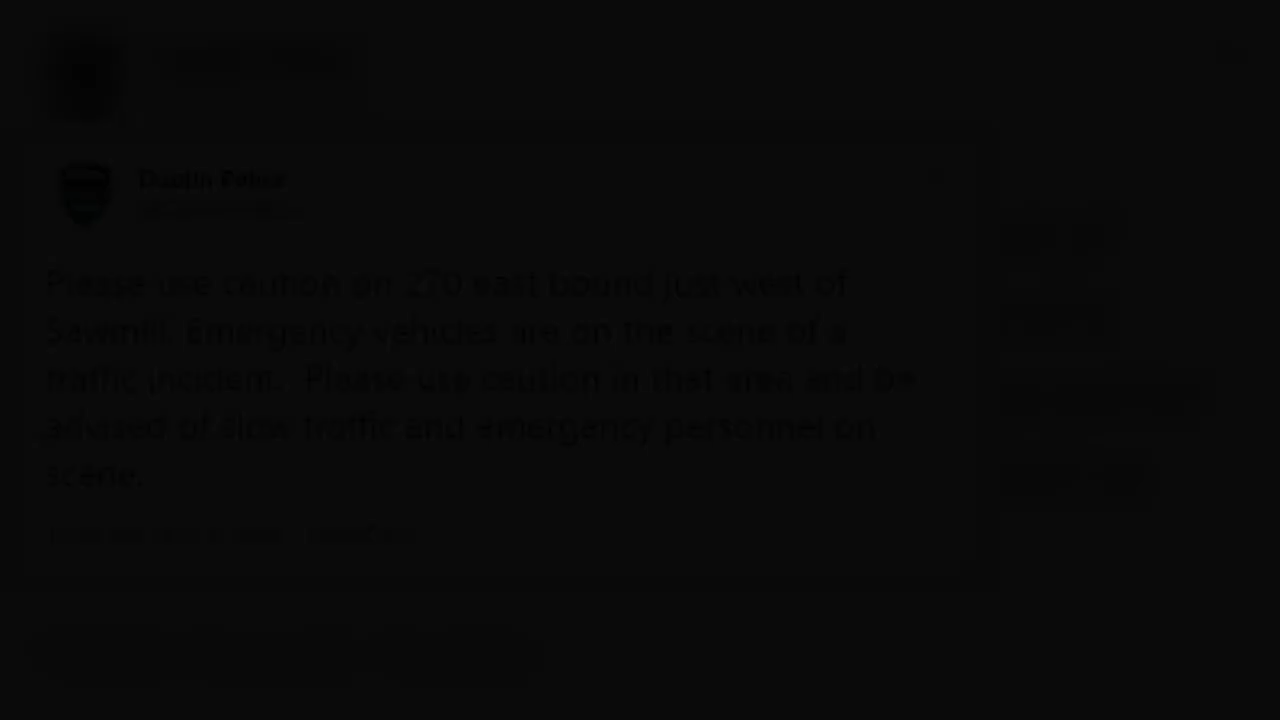 Dublin Police
Please use caution on 270 east bound just west of
Sawmill. Emergency vehicles are on the scene of a
traffic incident.  Please use caution in that area and be
advised of slow traffic and emergency personnel on
scene.